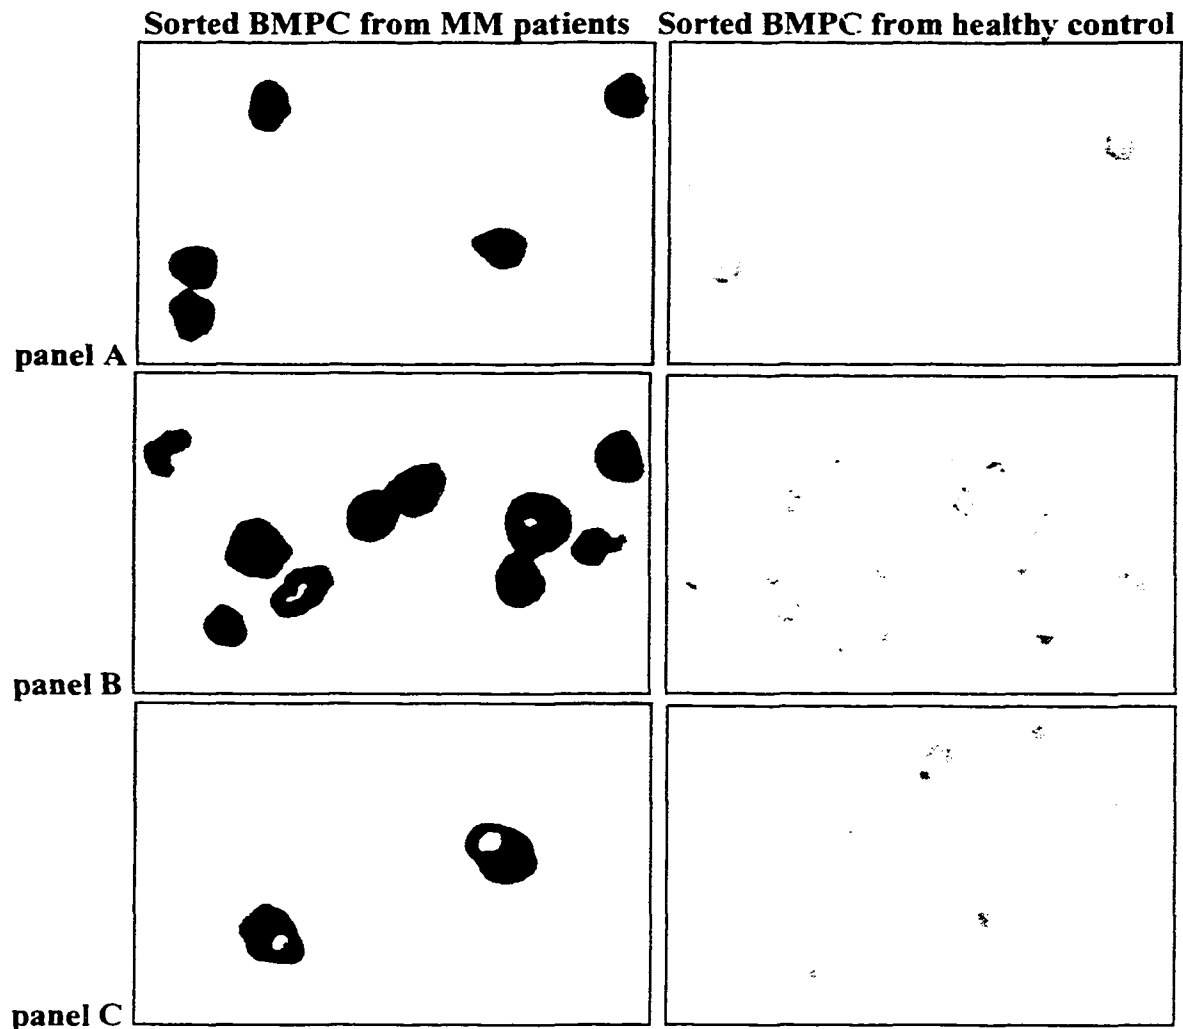 Sorted BMPC from MM patients
Sorted BMPC from healthy control
panel A
panel B
panel C